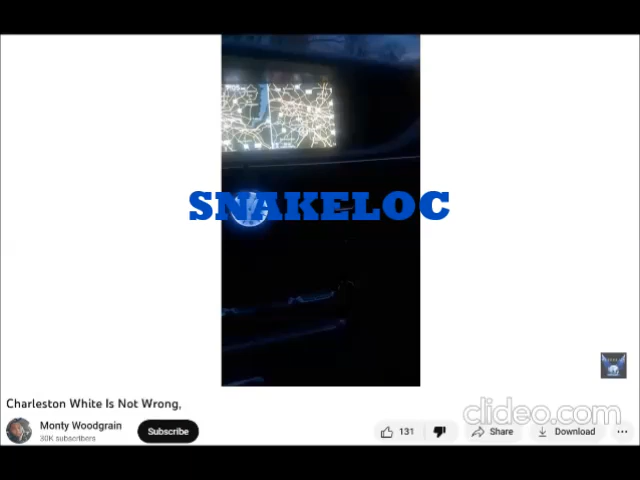 SNAKELOC
Charleston White Is Not Wrong,
Monty Woodgrain
30K subscribers
Subscribe
131
Share
Download
clideo.com